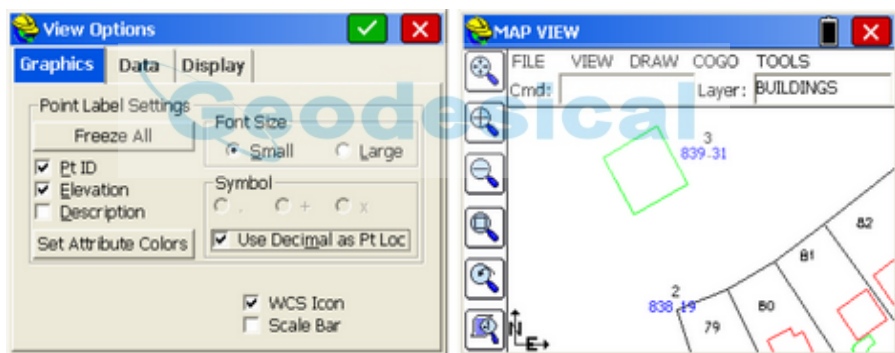 View Options
Graphics Data Display
Point Label Settings
Freeze All
Pt ID
Elevation
Description
Set Attribute Colors
Font Size
Small Large
Symbol
. + x
Use Decimal as Pt Loc
WCS Icon
Scale Bar
MAP VIEW
FILE VIEW DRAW COGO TOOLS
Cmd: Layer: BUILDINGS
3
839.31
82
81
2
838.19
80
79
N
E
Geodesical